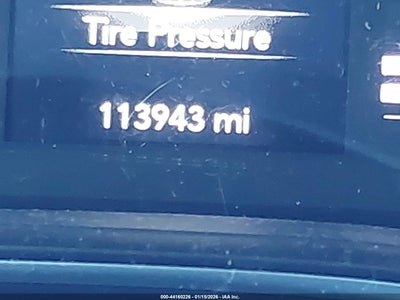 Tire Pressure
113943 mi
000-44160226 - 01/15/2026 - IAA Inc.